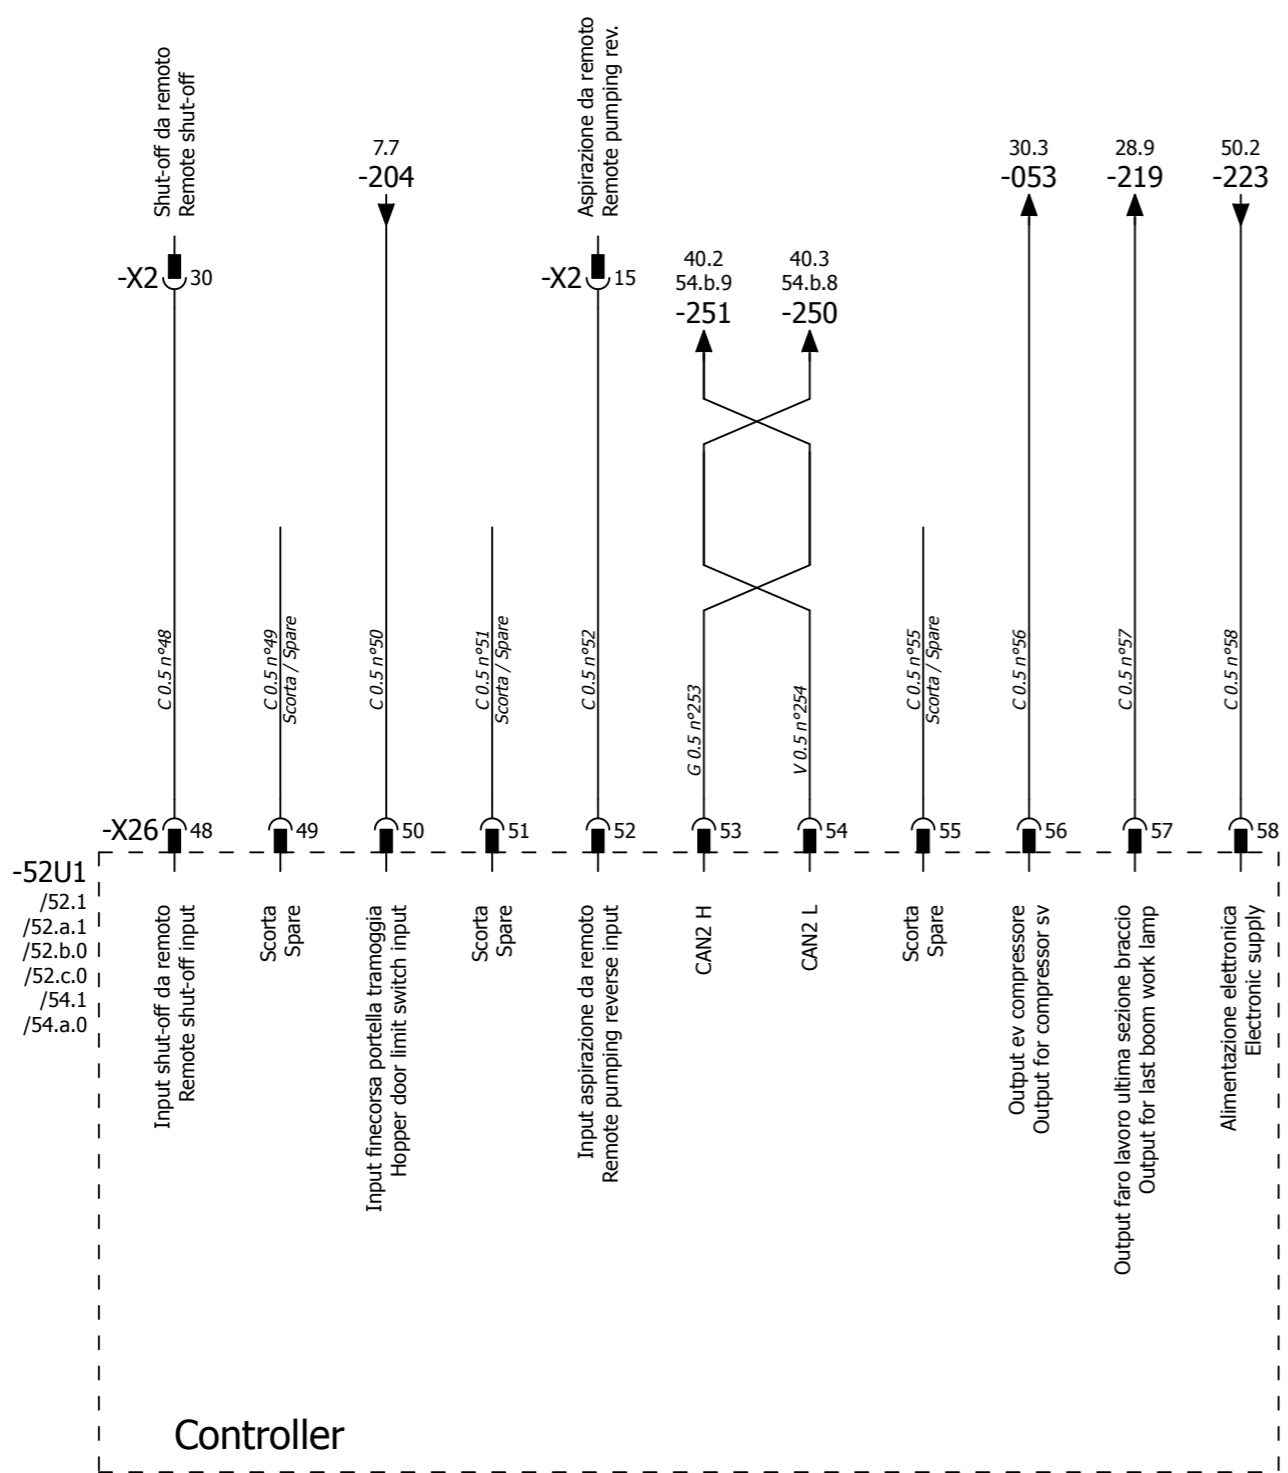 Shut-off da remoto
Remote shut-off
Aspirazione da remoto
Remote pumping rev.
7.7
-204
30.3
-053
28.9
-219
50.2
-223
-X2 30
-X2 15
40.2
54.b.9
-251
40.3
54.b.8
-250
C 0.5 n°48
C 0.5 n°49
Scorta / Spare
C 0.5 n°50
C 0.5 n°51
Scorta / Spare
C 0.5 n°52
G 0.5 n°253
V 0.5 n°254
C 0.5 n°55
Scorta / Spare
C 0.5 n°56
C 0.5 n°57
C 0.5 n°58
-X26 48 49 50 51 52 53 54 55 56 57 58
-52U1
/52.1
/52.a.1
/52.b.0
/52.c.0
/54.1
/54.a.0
Input shut-off da remoto
Remote shut-off input
Scorta
Spare
Input finecorsa portella tramoggia
Hopper door limit switch input
Scorta
Spare
Input aspirazione da remoto
Remote pumping reverse input
CAN2 H
CAN2 L
Scorta
Spare
Output ev compressore
Output for compressor sv
Output faro lavoro ultima sezione braccio
Output for last boom work lamp
Alimentazione elettronica
Electronic supply
Controller